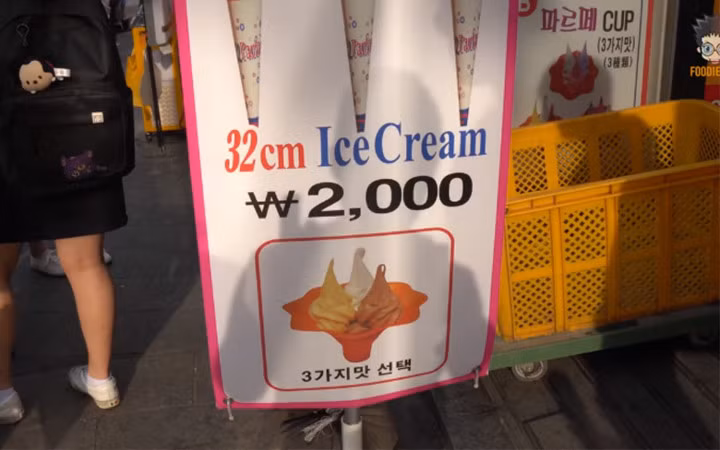 32cm Ice Cream
₩2,000
3가지맛 선택
파르페 CUP
(3가지맛)
(3種類)
FOODIE